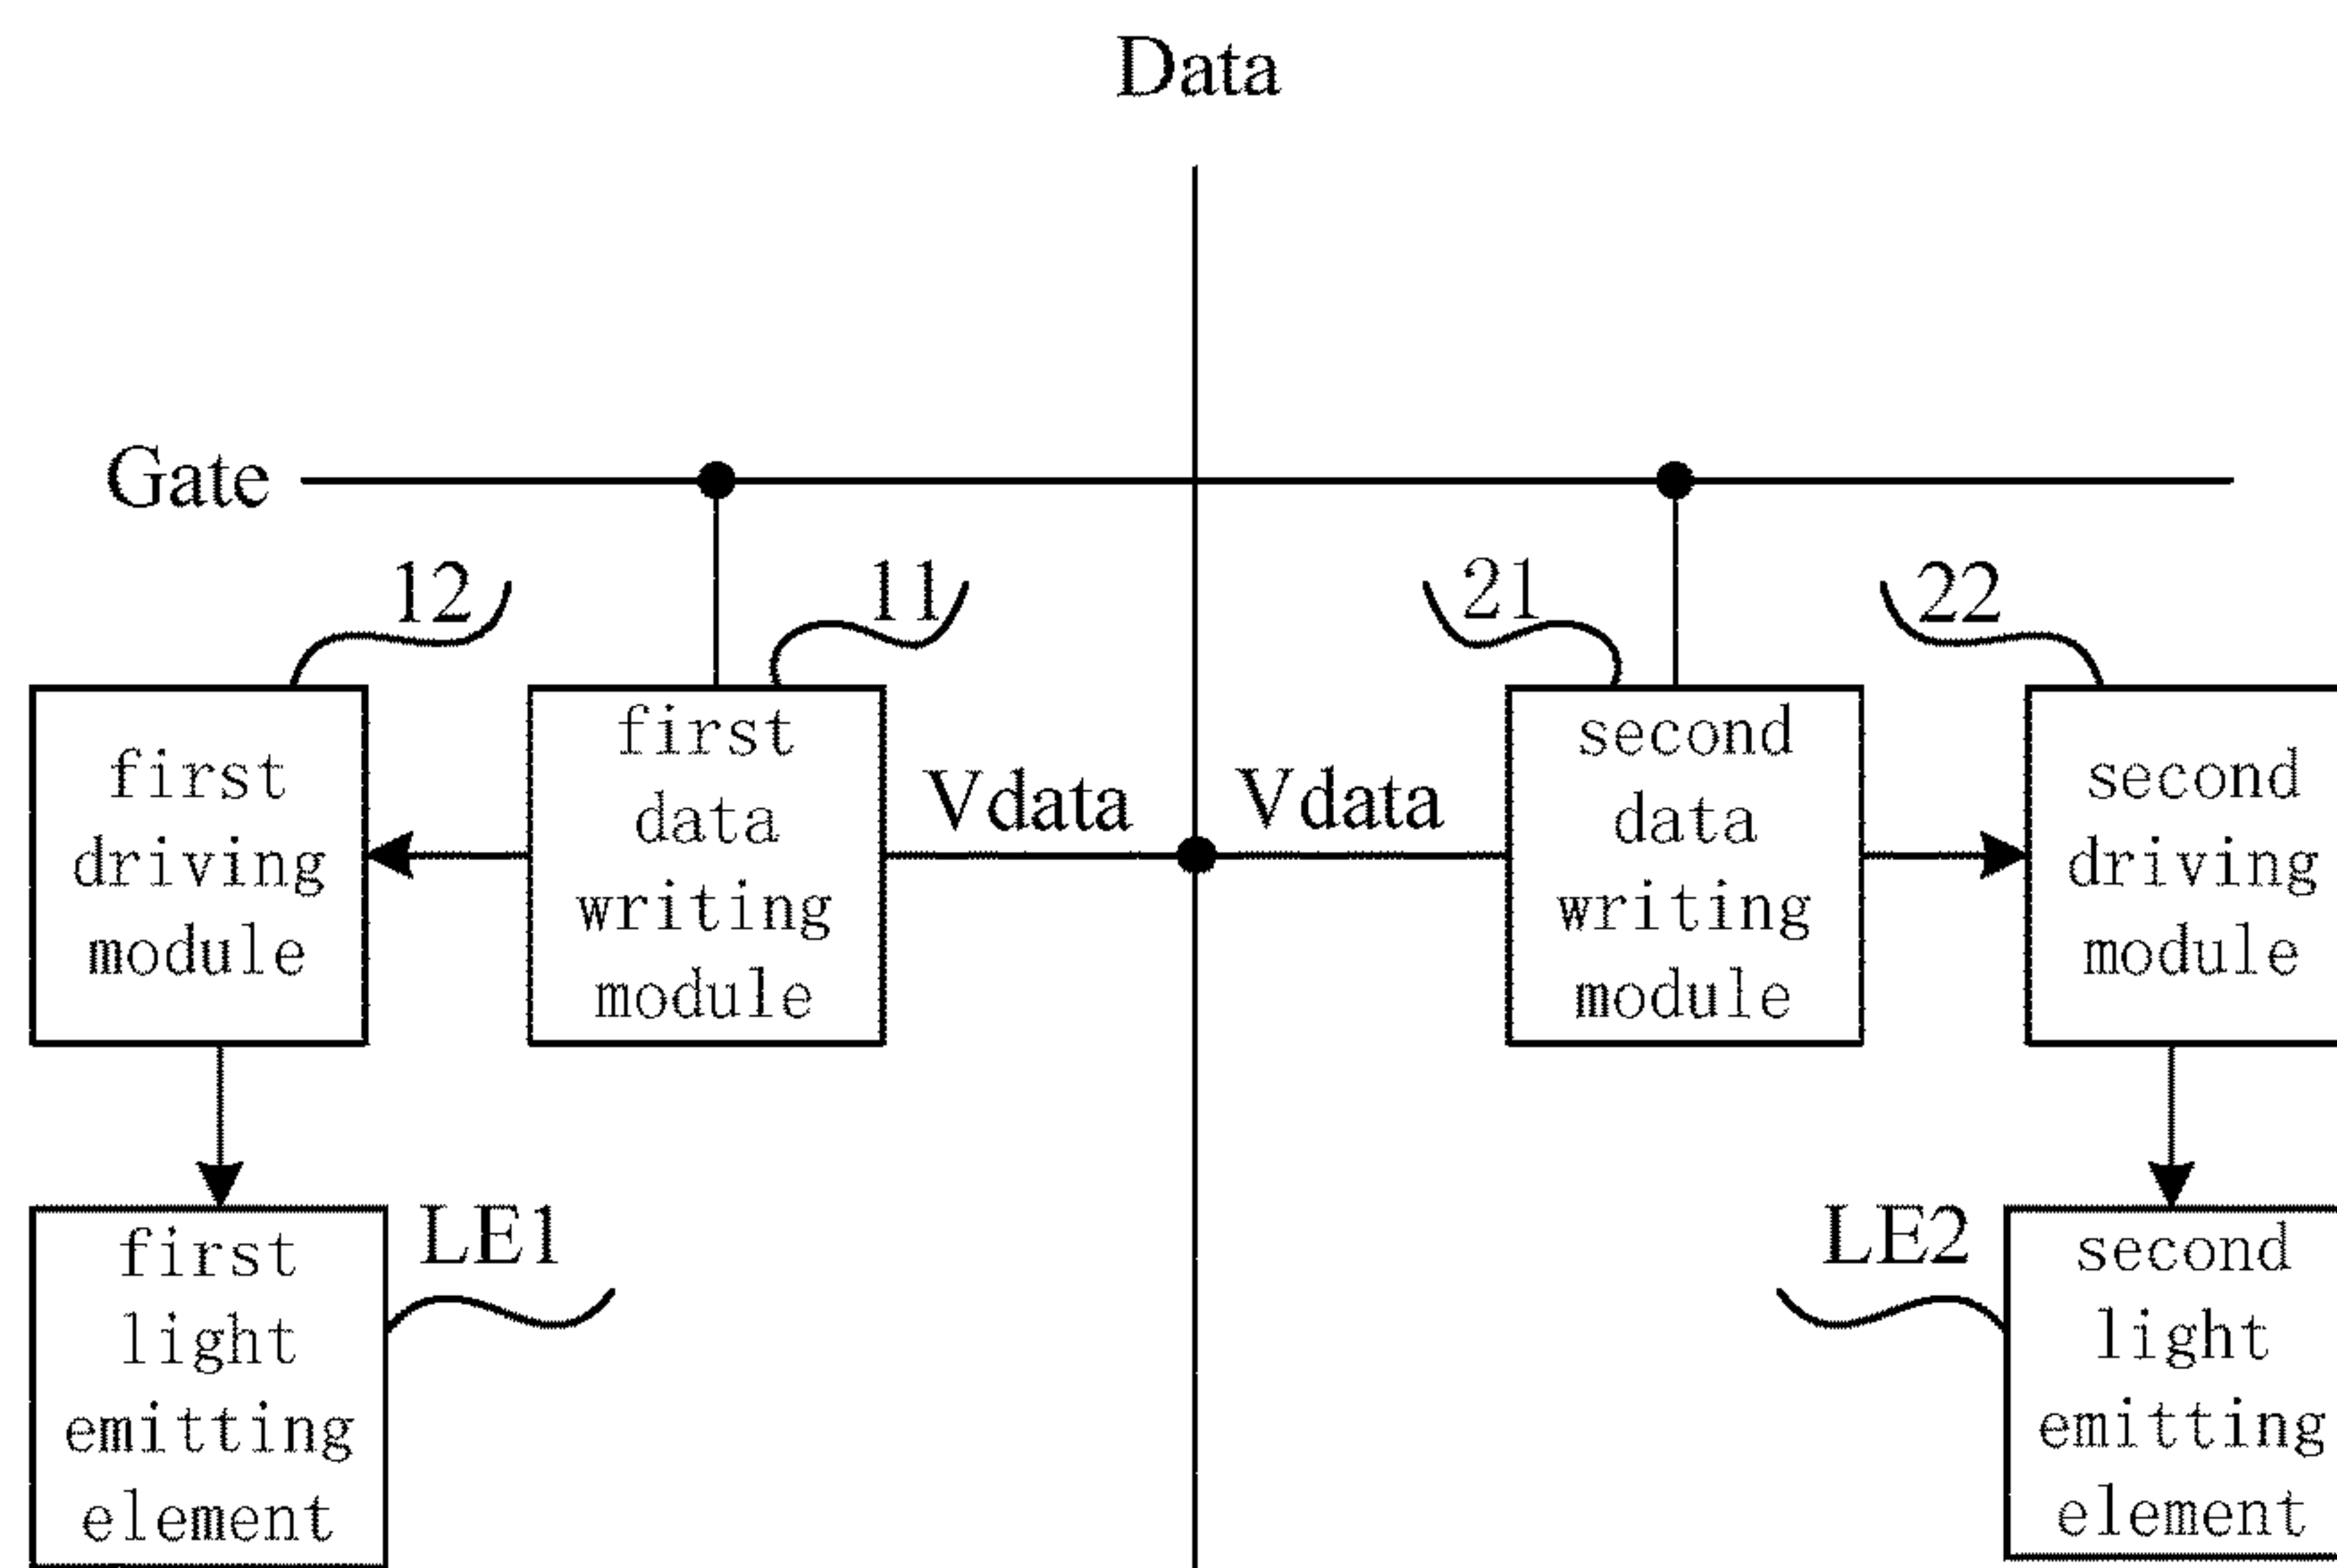 Data
Gate
12
11
21
22
first
driving
module
first
data
writing
module
Vdata
Vdata
second
data
writing
module
second
driving
module
first
light
emitting
element
LE1
LE2
second
light
emitting
element